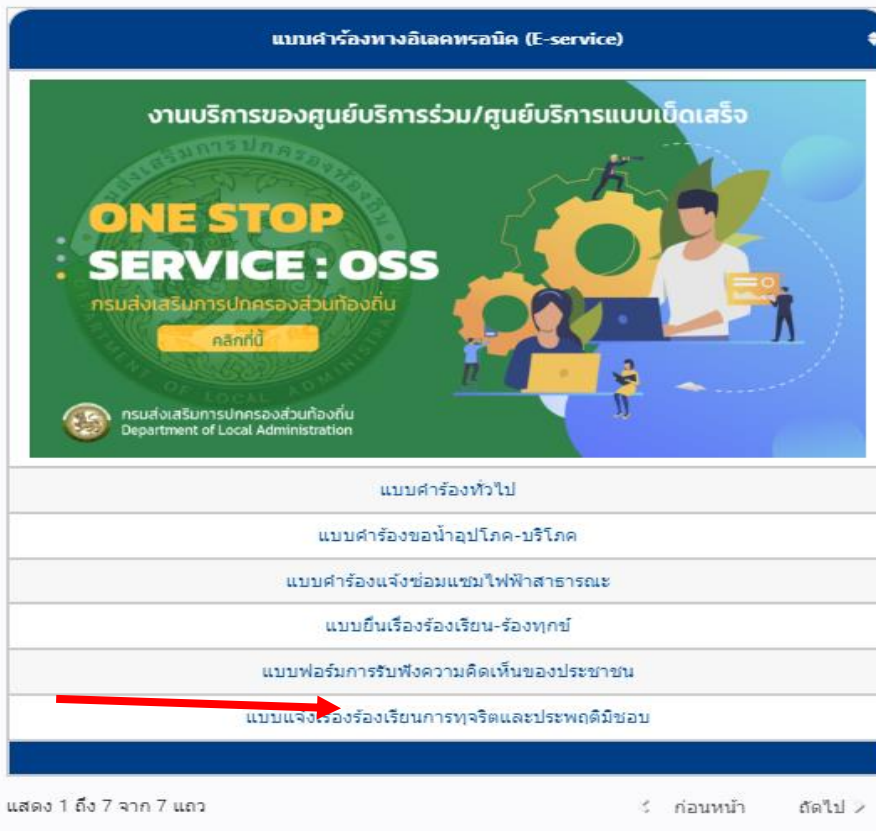 แบบคำร้องทางอิเลคทรอนิค (E-service)
งานบริการของศูนย์บริการร่วม/ศูนย์บริการแบบเบ็ดเสร็จ
ONE STOP
SERVICE : OSS
กรมส่งเสริมการปกครองส่วนท้องถิ่น
คลิกที่นี่
กรมส่งเสริมการปกครองส่วนท้องถิ่น
Department of Local Administration
แบบคำร้องทั่วไป
แบบคำร้องขอน้ำอุปโภค-บริโภค
แบบคำร้องแจ้งซ่อมแซมไฟฟ้าสาธารณะ
แบบยื่นเรื่องร้องเรียน-ร้องทุกข์
แบบฟอร์มการรับฟังความคิดเห็นของประชาชน
แบบแจ้งเรื่องร้องเรียนการทุจริตและประพฤติมิชอบ
แสดง 1 ถึง 7 จาก 7 แถว
ก่อนหน้า ถัดไป